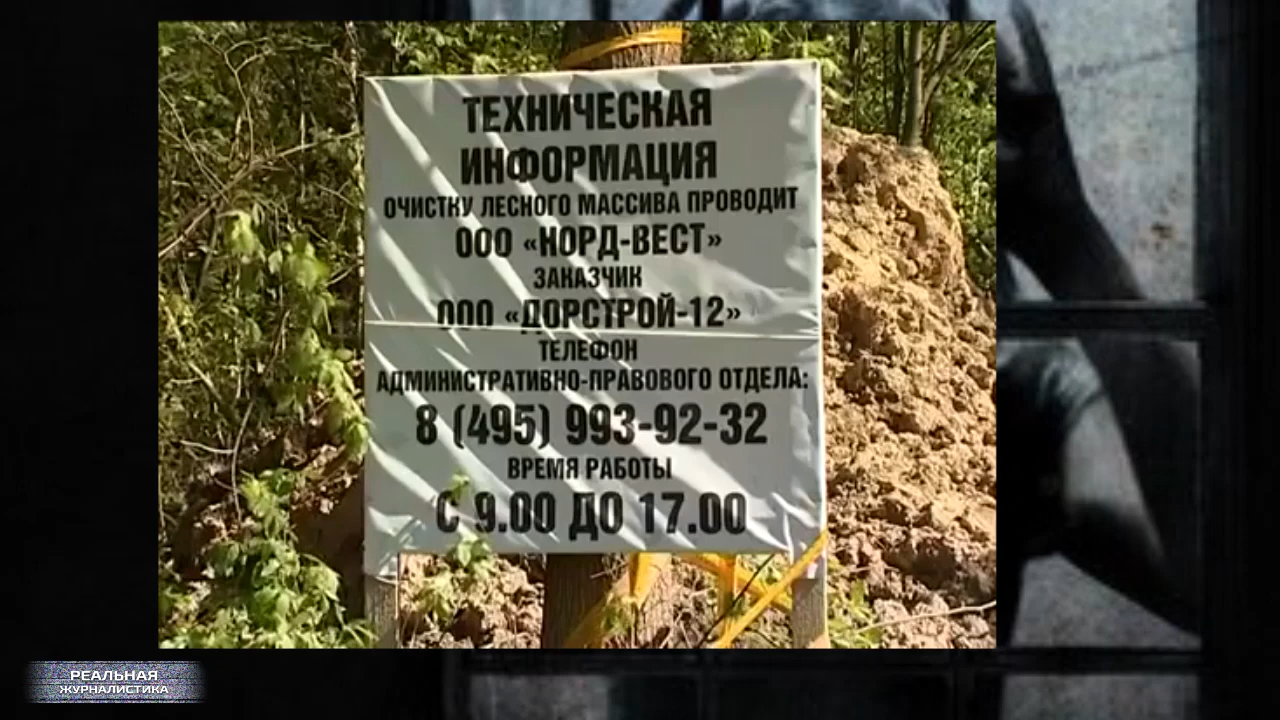 ТЕХНИЧЕСКАЯ
ИНФОРМАЦИЯ
ОЧИСТКУ ЛЕСНОГО МАССИВА ПРОВОДИТ
ООО «НОРД-ВЕСТ»
ЗАКАЗЧИК
ООО «ДОРСТРОЙ-12»
ТЕЛЕФОН
АДМИНИСТРАТИВНО-ПРАВОВОГО ОТДЕЛА:
8 (495) 993-92-32
ВРЕМЯ РАБОТЫ
С 9.00 ДО 17.00
РЕАЛЬНАЯ
ЖУРНАЛИСТИКА